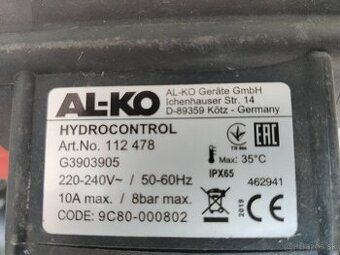 AL-KO
AL-KO Geräte GmbH
Ichenhauser Str. 14
D-89359 Kötz - Germany
HYDROCONTROL
Art.No. 112 478
G3903905
220-240V~ / 50-60Hz
10A max. / 8bar max.
CODE: 9C80-000802
EAC
Max: 35°C
IPX65
462941
2019